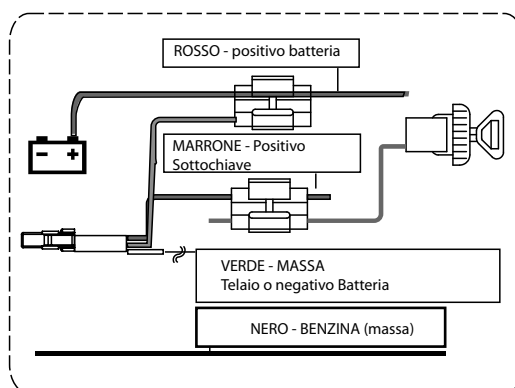 ROSSO - positivo batteria
MARRONE - Positivo
Sottochiave
VERDE - MASSA
Telaio o negativo Batteria
NERO - BENZINA (massa)